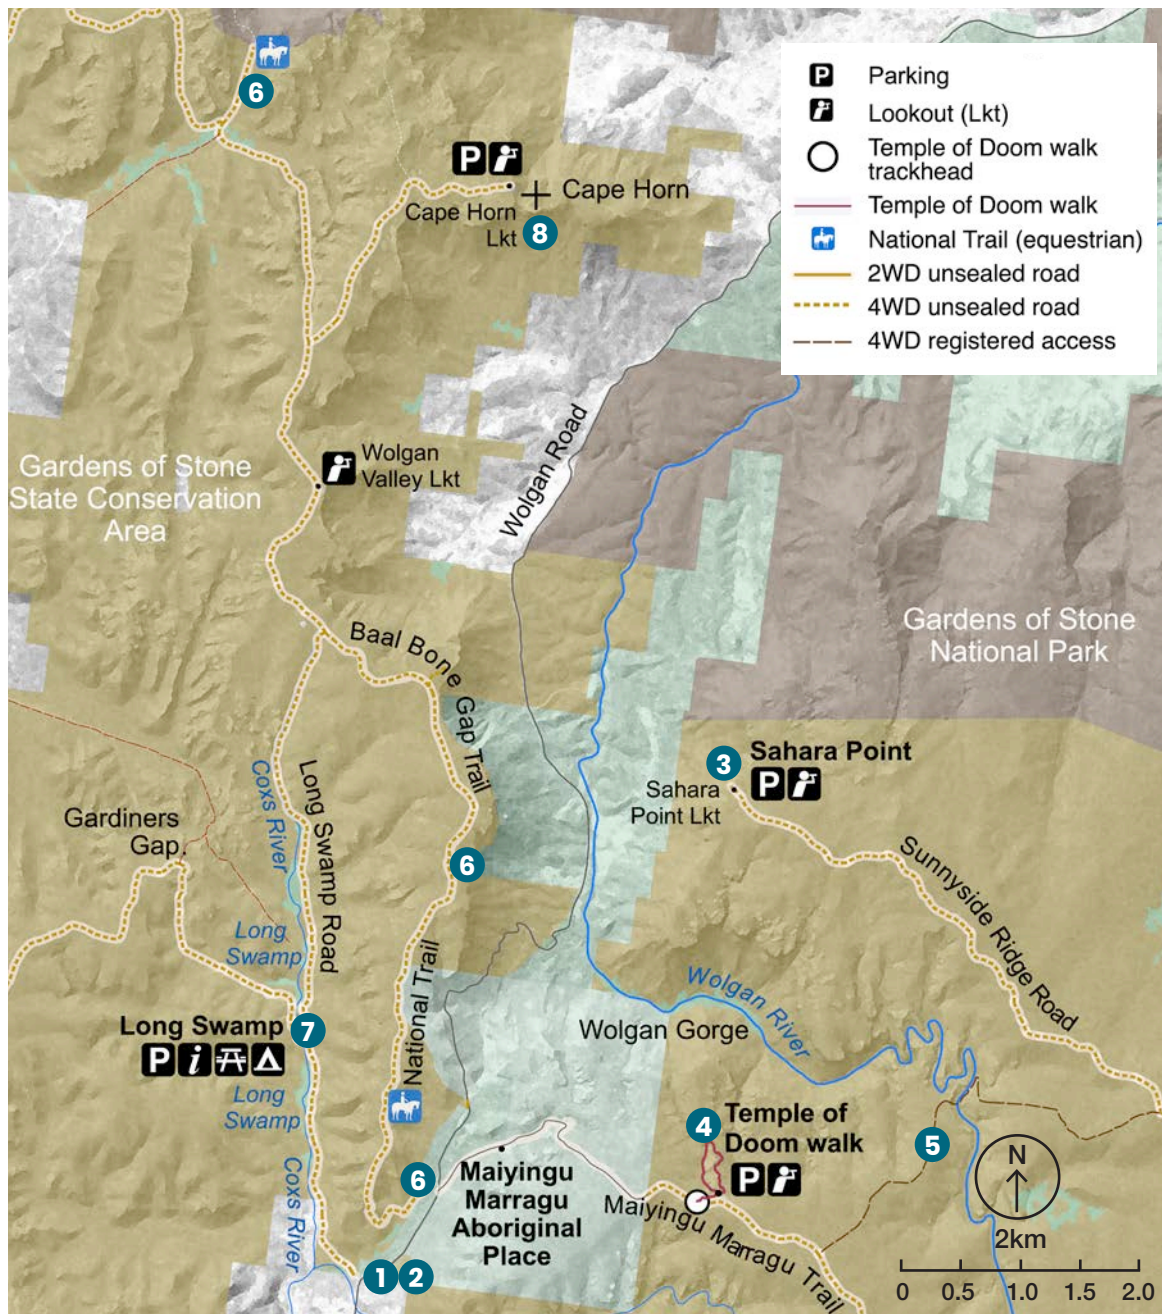 6
P
Parking
Lookout (Lkt)
Temple of Doom walk
trackhead
Temple of Doom walk
National Trail (equestrian)
2WD unsealed road
4WD unsealed road
4WD registered access
P
Cape Horn
Cape Horn
Lkt
8
Wolgan Road
Wolgan
Valley Lkt
Gardens of Stone
State Conservation
Area
Gardens of Stone
National Park
Baal Bone Gap Trail
3
Sahara Point
P
Sahara
Point Lkt
Coxs River
Long Swamp Road
Gardiners
Gap
6
Sunnyside Ridge Road
Long
Swamp
National Trail
Wolgan River
Wolgan Gorge
Long Swamp
7
P i
Long
Swamp
4
Temple of
Doom walk
P
5
N
2km
0 0.5 1.0 1.5 2.0
6
Maiyingu
Marragu
Aboriginal
Place
Maiyingu Marragu Trail
Coxs River
1 2